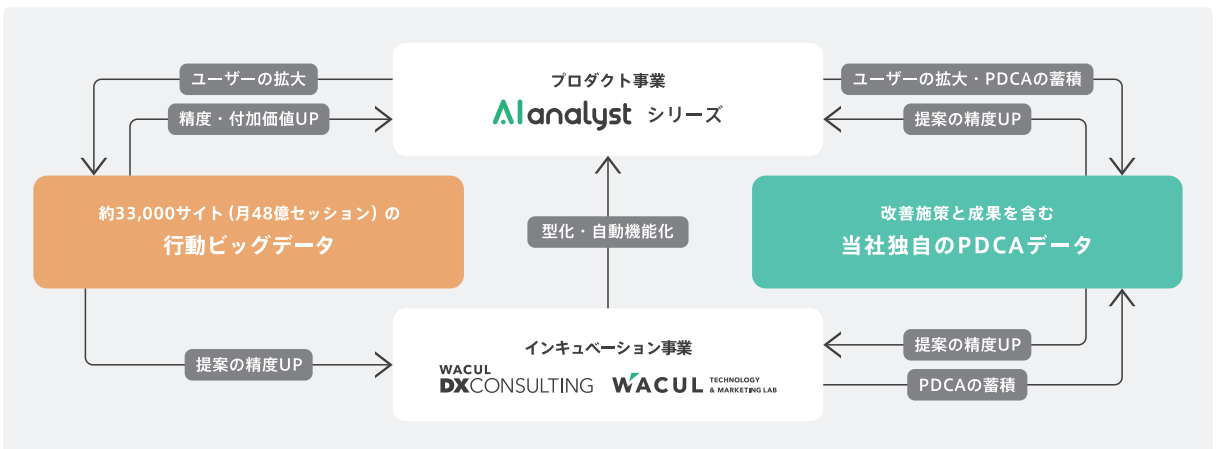 プロダクト事業
AI analyst シリーズ
ユーザーの拡大
精度・付加価値UP
ユーザーの拡大・PDCAの蓄積
提案の精度UP
約33,000サイト（月48億セッション）の
行動ビッグデータ
型化・自動機能化
改善施策と成果を含む
当社独自のPDCAデータ
提案の精度UP
インキュベーション事業
WACUL
DXCONSULTING
WACUL TECHNOLOGY
& MARKETING LAB
提案の精度UP
PDCAの蓄積